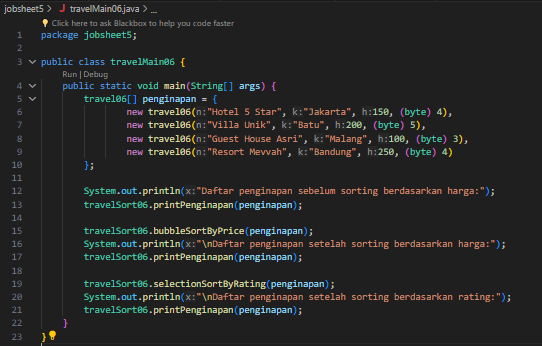 jobsheet5 > J travelMain06.java > ...
Click here to ask Blackbox to help you code faster
1 package jobsheet5;
2
3 public class travelMain06 {
Run | Debug
4 public static void main(String[] args) {
5 travel06[] penginapan = {
6 new travel06(n:"Hotel 5 Star", k:"Jakarta", h:150, (byte) 4),
7 new travel06(n:"Villa Unik", k:"Batu", h:200, (byte) 5),
8 new travel06(n:"Guest House Asri", k:"Malang", h:100, (byte) 3),
9 new travel06(n:"Resort Mevvah", k:"Bandung", h:250, (byte) 4)
10 };
11
12 System.out.println(x:"Daftar penginapan sebelum sorting berdasarkan harga:");
13 travelSort06.printPenginapan(penginapan);
14
15 travelSort06.bubbleSortByPrice(penginapan);
16 System.out.println(x:"\nDaftar penginapan setelah sorting berdasarkan harga:");
17 travelSort06.printPenginapan(penginapan);
18
19 travelSort06.selectionSortByRating(penginapan);
20 System.out.println(x:"\nDaftar penginapan setelah sorting berdasarkan rating:");
21 travelSort06.printPenginapan(penginapan);
22 }
23 }